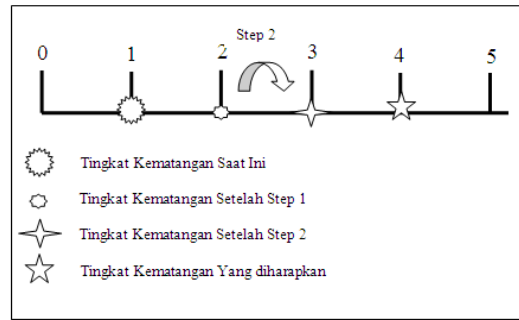 Step 2
0 1 2 3 4 5
Tingkat Kematangan Saat Ini
Tingkat Kematangan Setelah Step 1
Tingkat Kematangan Setelah Step 2
Tingkat Kematangan Yang diharapkan